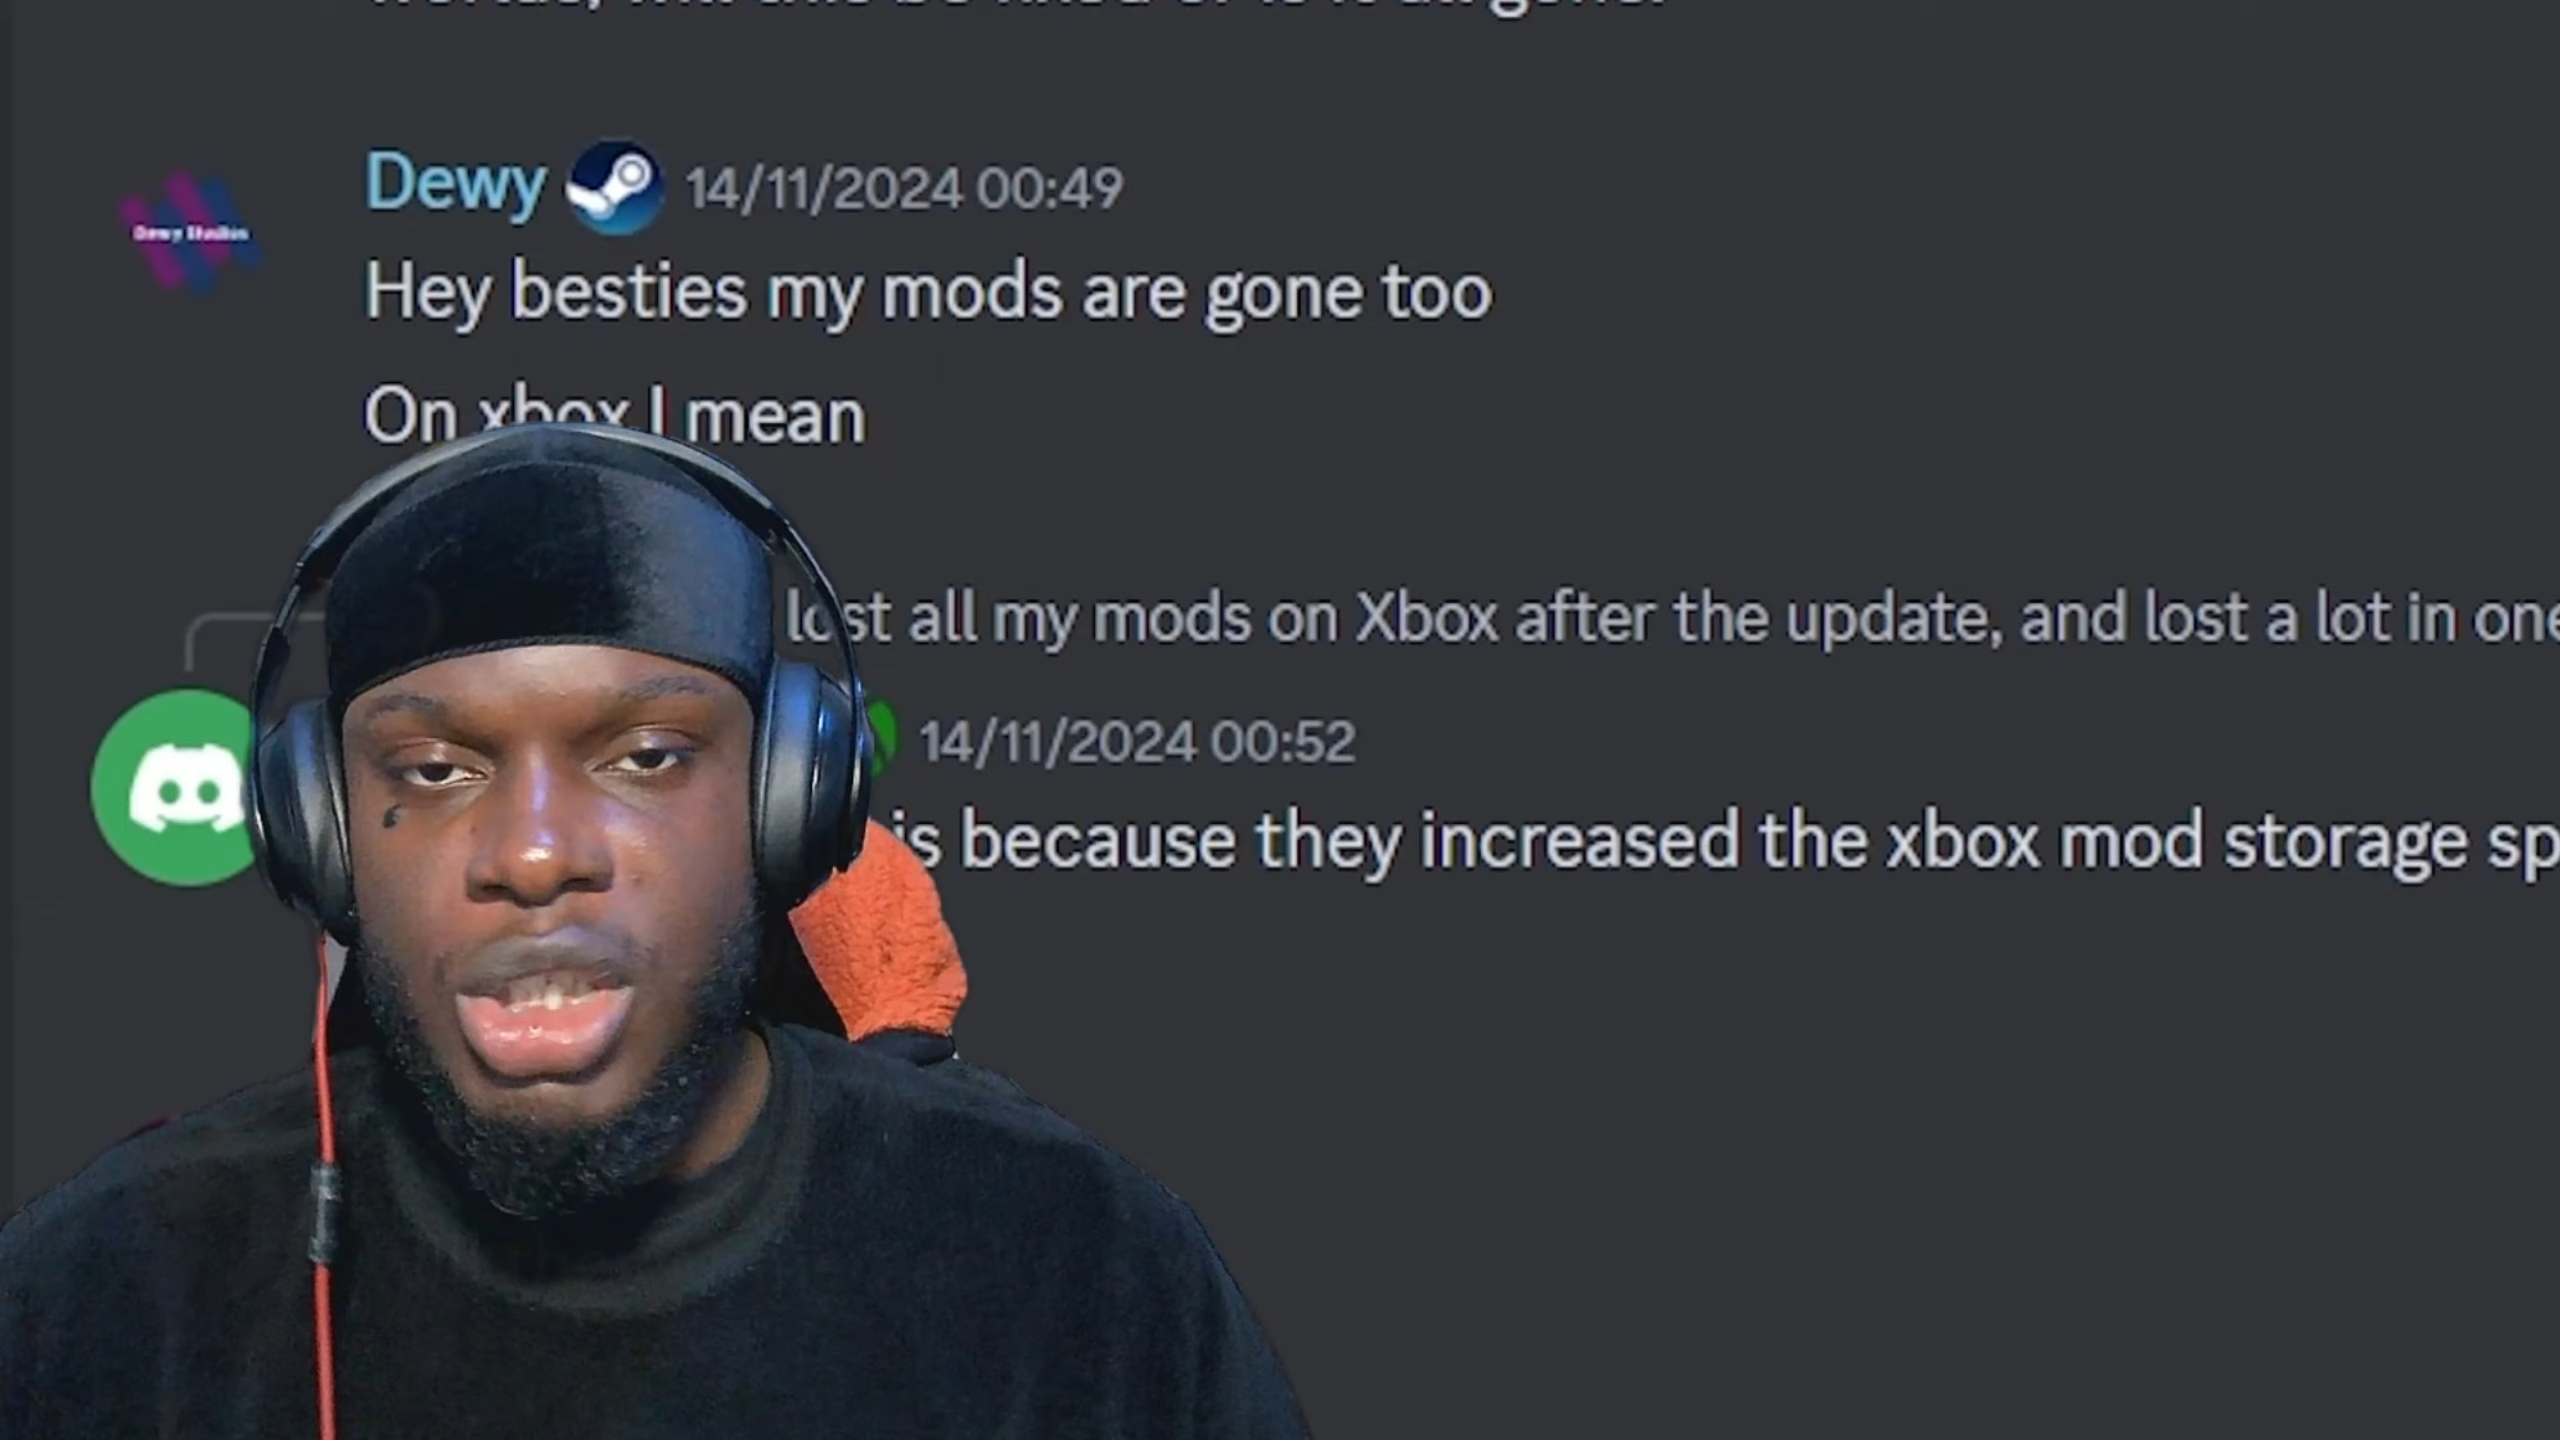 Dewy 14/11/2024 00:49
Dewy Studios
Hey besties my mods are gone too
On xbox I mean
lost all my mods on Xbox after the update, and lost a lot in one
14/11/2024 00:52
is because they increased the xbox mod storage sp